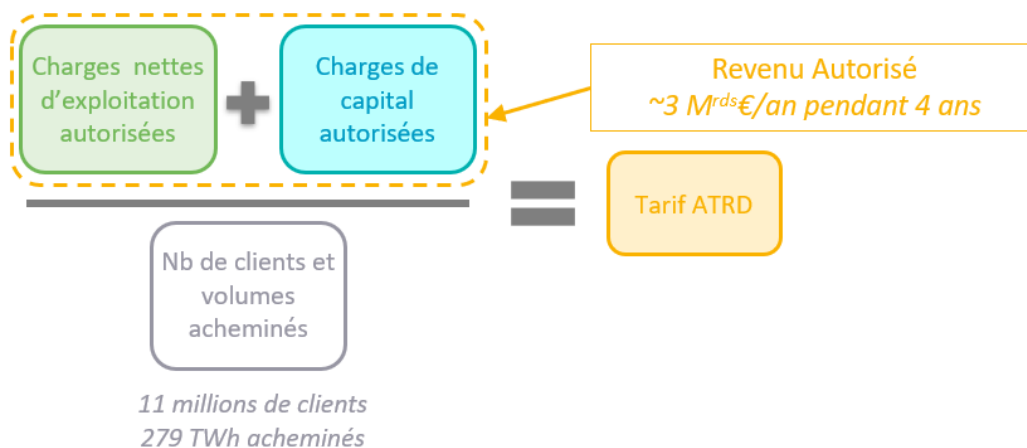 Charges nettes
d'exploitation
autorisées
Charges de
capital
autorisées
Revenu Autorisé
~3 Mrds€/an pendant 4 ans
Tarif ATRD
Nb de clients et
volumes
acheminés
11 millions de clients
279 TWh acheminés